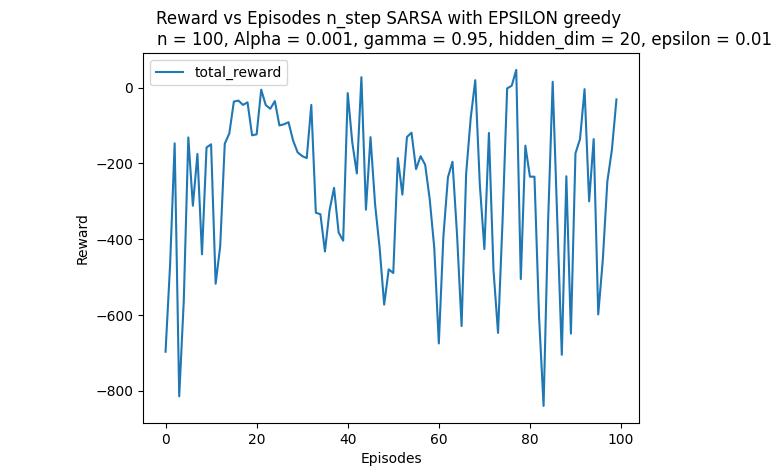 Reward vs Episodes n_step SARSA with EPSILON greedy
n = 100, Alpha = 0.001, gamma = 0.95, hidden_dim = 20, epsilon = 0.01
total_reward
0
−200
−400
−600
−800
Reward
0 20 40 60 80 100
Episodes